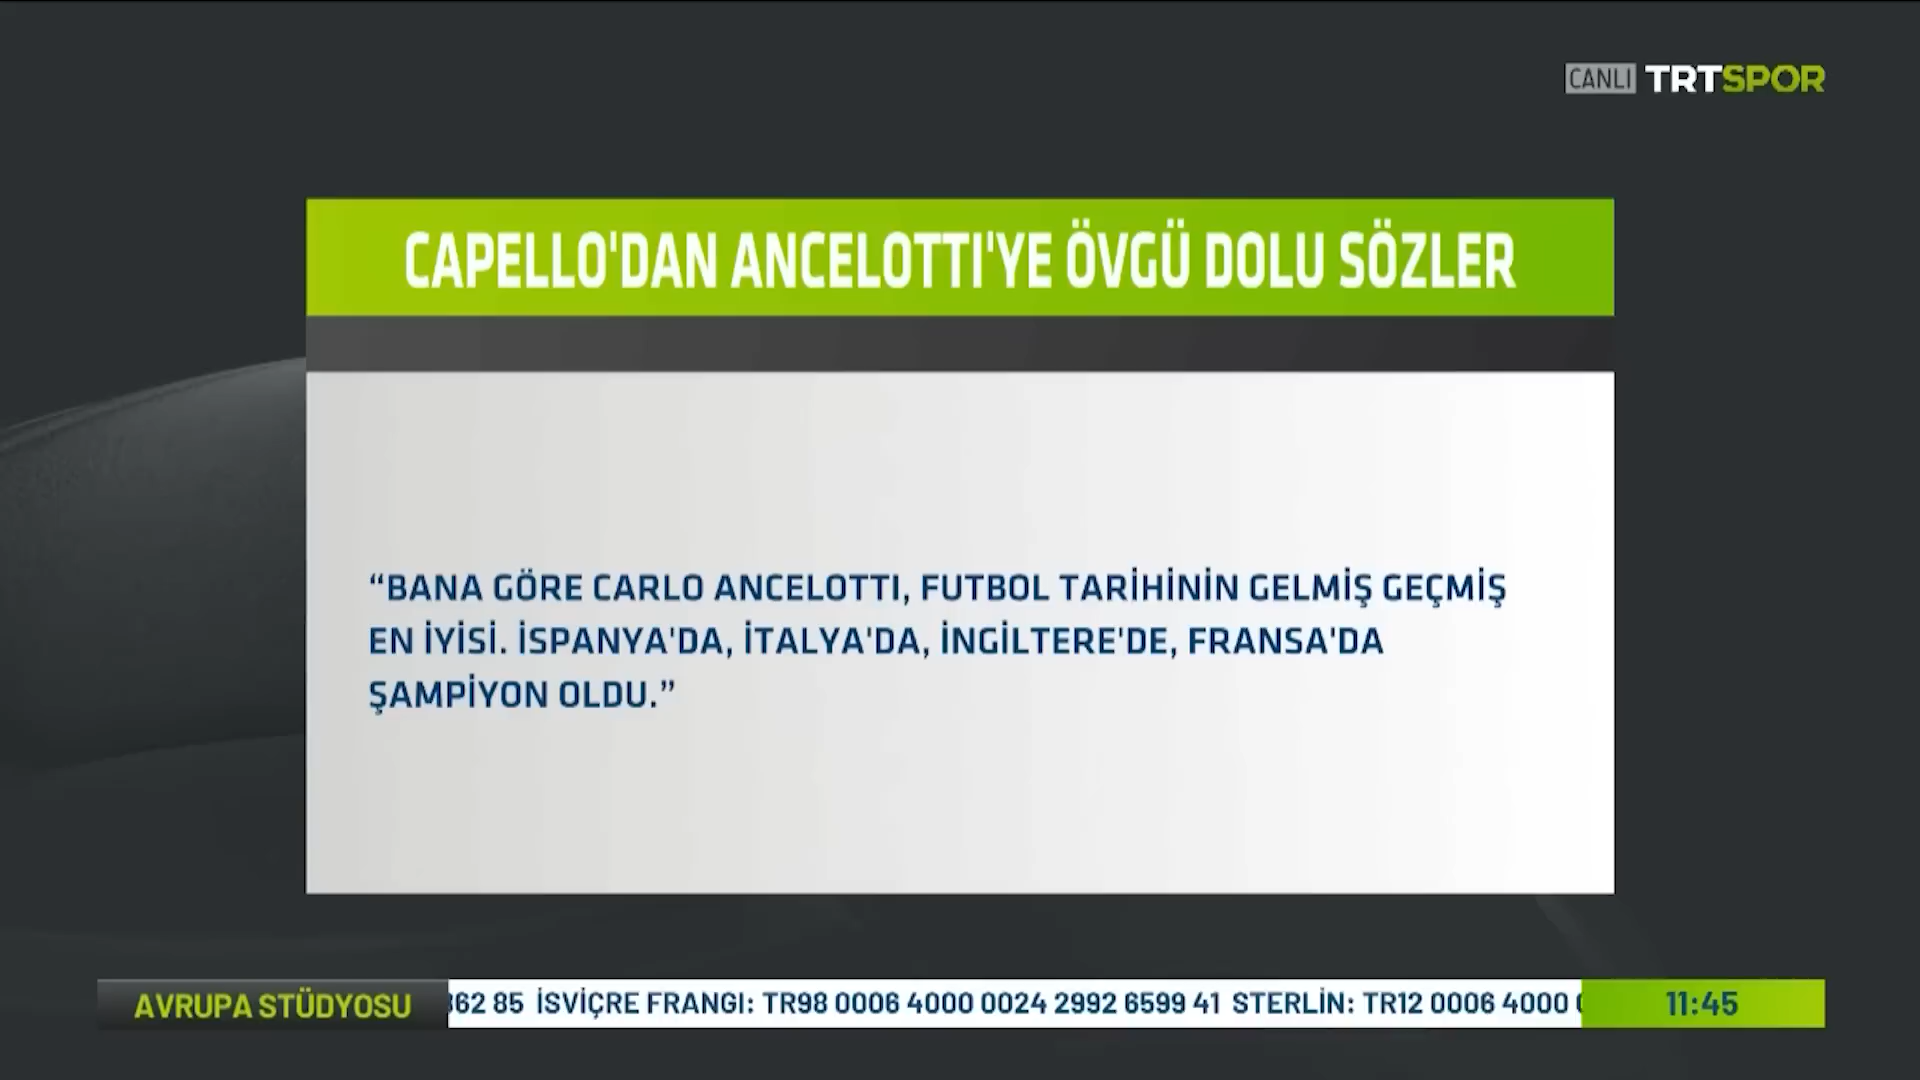 CANLI TRTSPOR
CAPELLO'DAN ANCELOTTI'YE ÖVGÜ DOLU SÖZLER
“BANA GÖRE CARLO ANCELOTTI, FUTBOL TARİHİNİN GELMİŞ GEÇMİŞ
EN İYİSİ. İSPANYA'DA, İTALYA'DA, İNGİLTERE'DE, FRANSA'DA
ŞAMPİYON OLDU.”
AVRUPA STÜDYOSU 62 85 İSVİÇRE FRANGI: TR98 0006 4000 0024 2992 6599 41 STERLİN: TR12 0006 4000 11:45